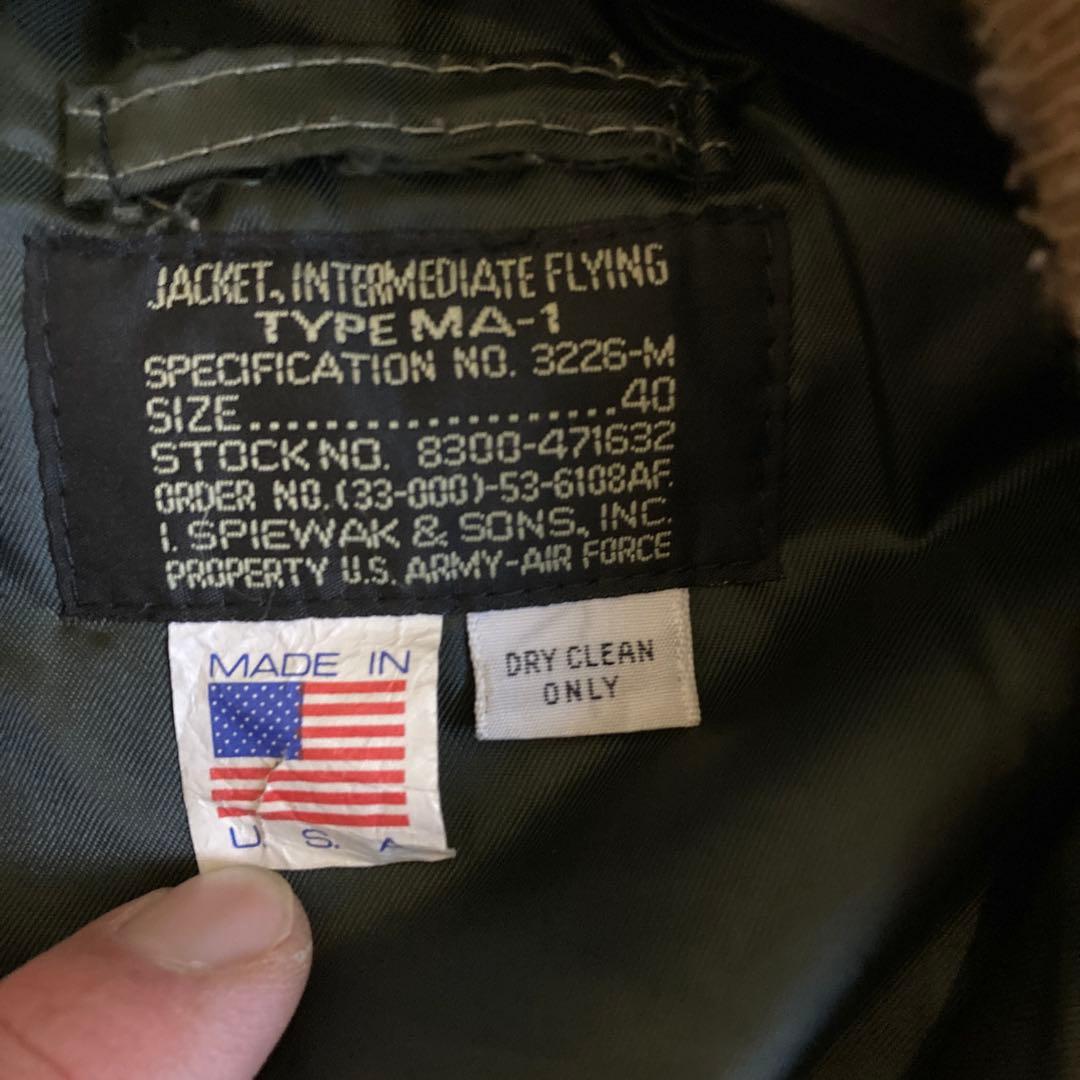 JACKET, INTERMEDIATE FLYING
TYPE MA-1
SPECIFICATION NO. 3226-M
SIZE....................40
STOCK NO. 8300-471632
ORDER NO.(33-000)-53-6108AF.
I. SPIEWAK & SONS, INC.
PROPERTY U.S. ARMY-AIR FORCE
MADE IN
U. S. A
DRY CLEAN
ONLY